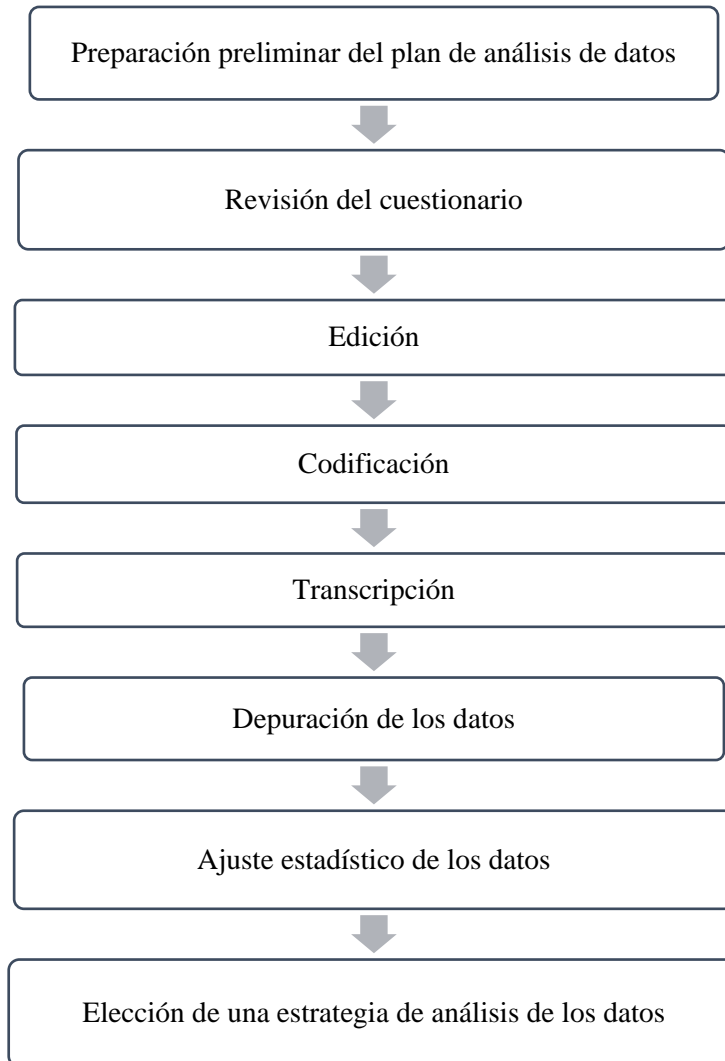 Preparación preliminar del plan de análisis de datos
Revisión del cuestionario
Edición
Codificación
Transcripción
Depuración de los datos
Ajuste estadístico de los datos
Elección de una estrategia de análisis de los datos